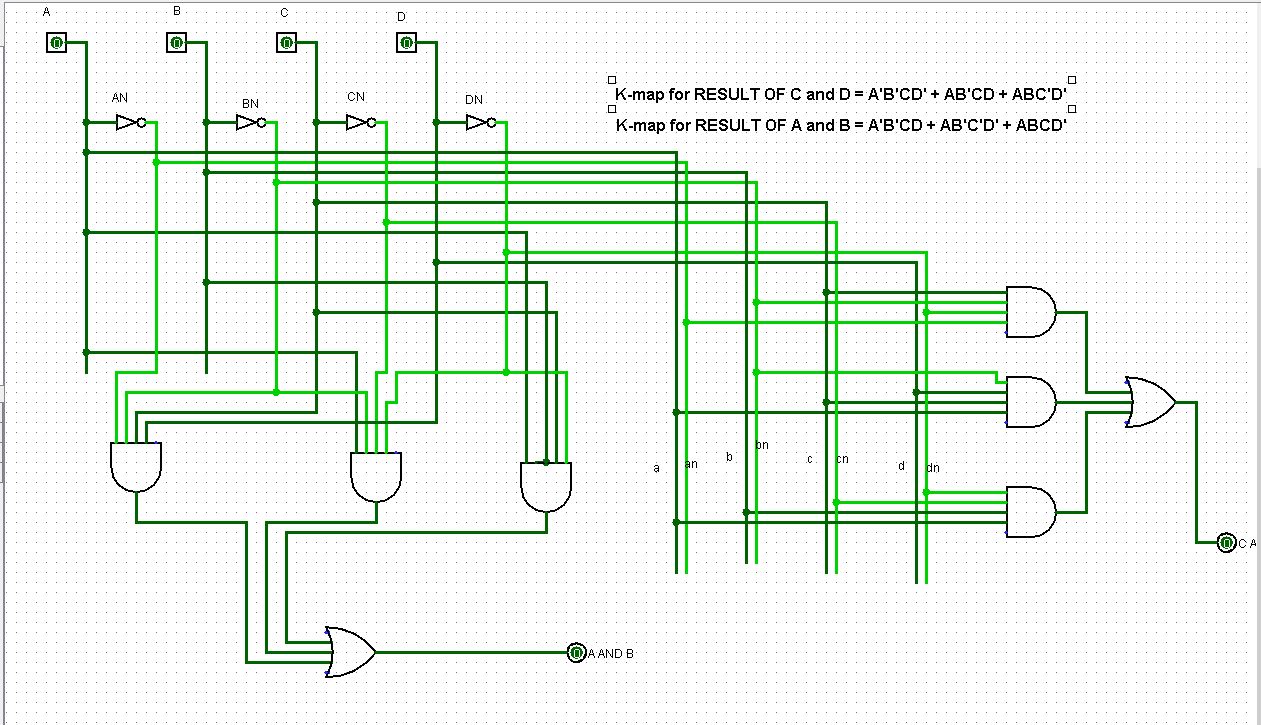 A
B
C
D
AN
BN
CN
DN
K-map for RESULT OF C and D = A'B'CD' + AB'CD + ABC'D'
K-map for RESULT OF A and B = A'B'CD + AB'C'D' + ABCD'
a
an
b
bn
c
cn
d
dn
C A
A AND B